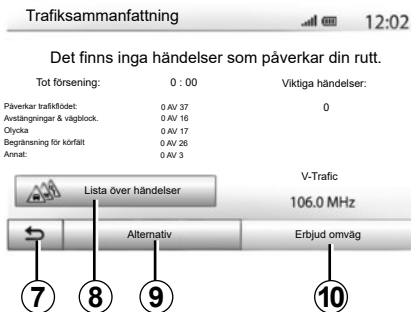 Trafiksammanfattning 12:02
Det finns inga händelser som påverkar din rutt.
Tot försening: 0 : 00 Viktiga händelser:
Påverkar trafikflödet: 0 AV 37 0
Avstängningar & vägblock. 0 AV 16
Olycka 0 AV 17
Begränsning för körfält 0 AV 26
Annat: 0 AV 3
V-Trafic
Lista över händelser 106.0 MHz
Alternativ Erbjud omväg
7 8 9 10